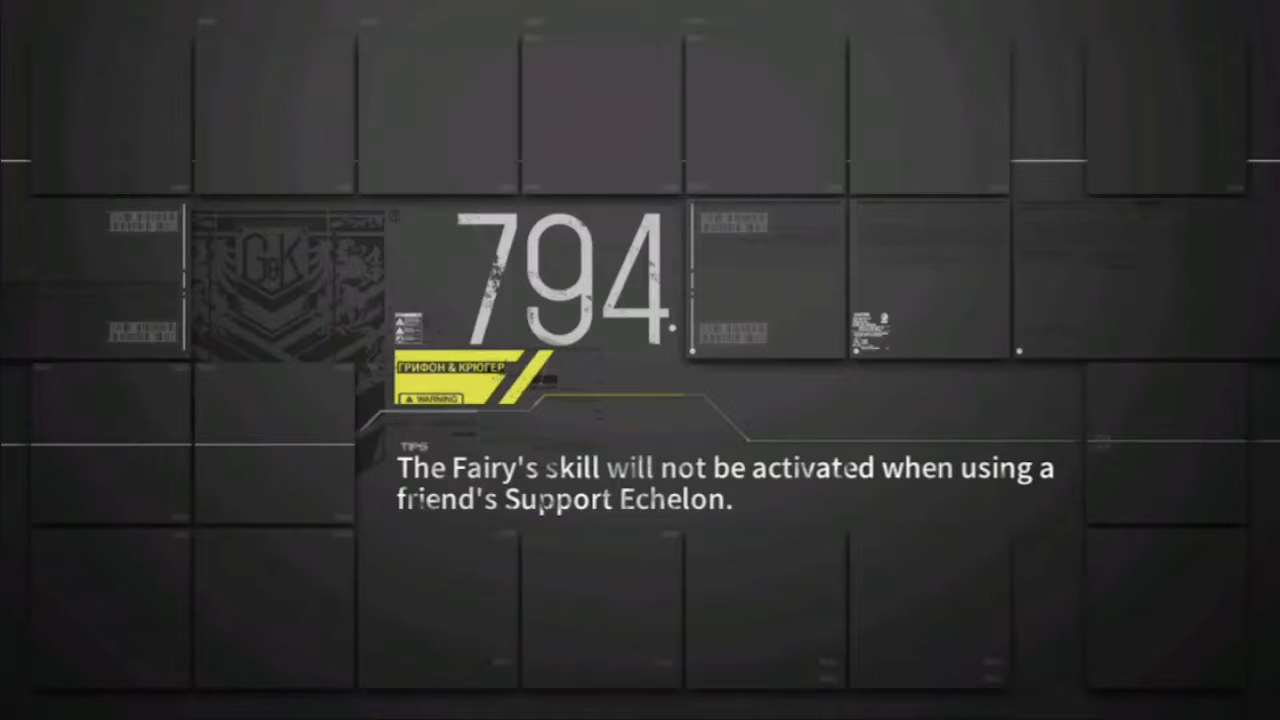 G&K
794.
ГРИФОН & КРЮГЕР
WARNING
TIPS
The Fairy's skill will not be activated when using a
friend's Support Echelon.